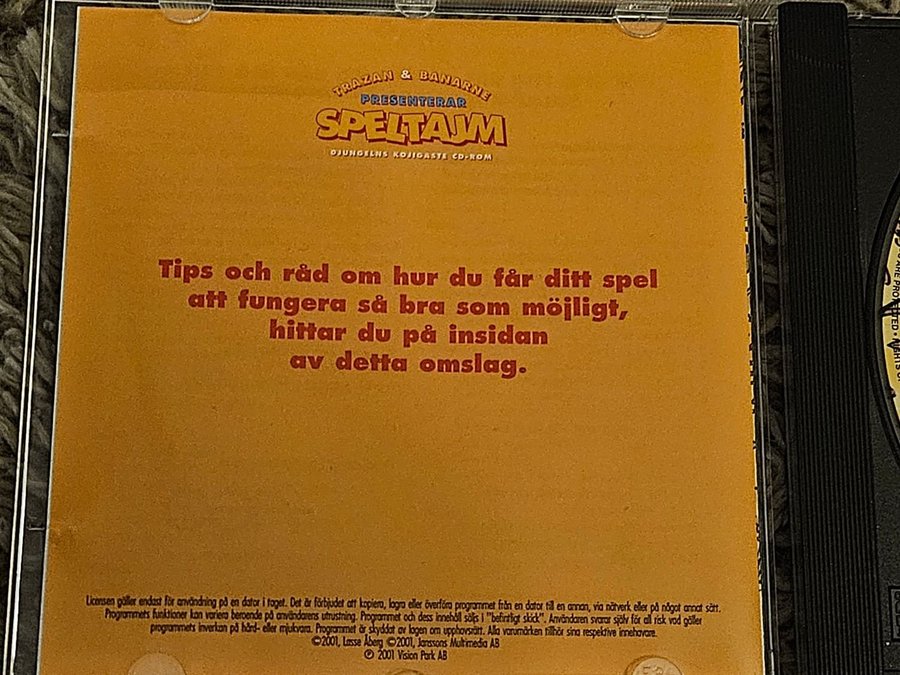 TRAZAN & BANARNE
PRESENTERAR
SPELTAJM
DJUNGELNS KOJIGASTE CD-ROM
Tips och råd om hur du får ditt spel
att fungera så bra som möjligt,
hittar du på insidan
av detta omslag.
Licensen gäller endast för användning på en dator i taget. Det är förbjudet att kopiera, lagra eller överföra programmet från en dator till en annan, via nätverk eller på något annat sätt.
Programmets funktioner kan variera beroende på användarens utrustning. Programmet och dess innehåll säljs i "befintligt skick". Användaren svarar själv för all risk vad gäller
programmets inverkan på hård- eller mjukvara. Programmet är skyddat av lagen om upphovsrätt. Alla varumärken tillhör sina respektive innehavare.
©2001, Lasse Åberg ©2001, Janssons Multimedia AB
℗ 2001 Vision Park AB